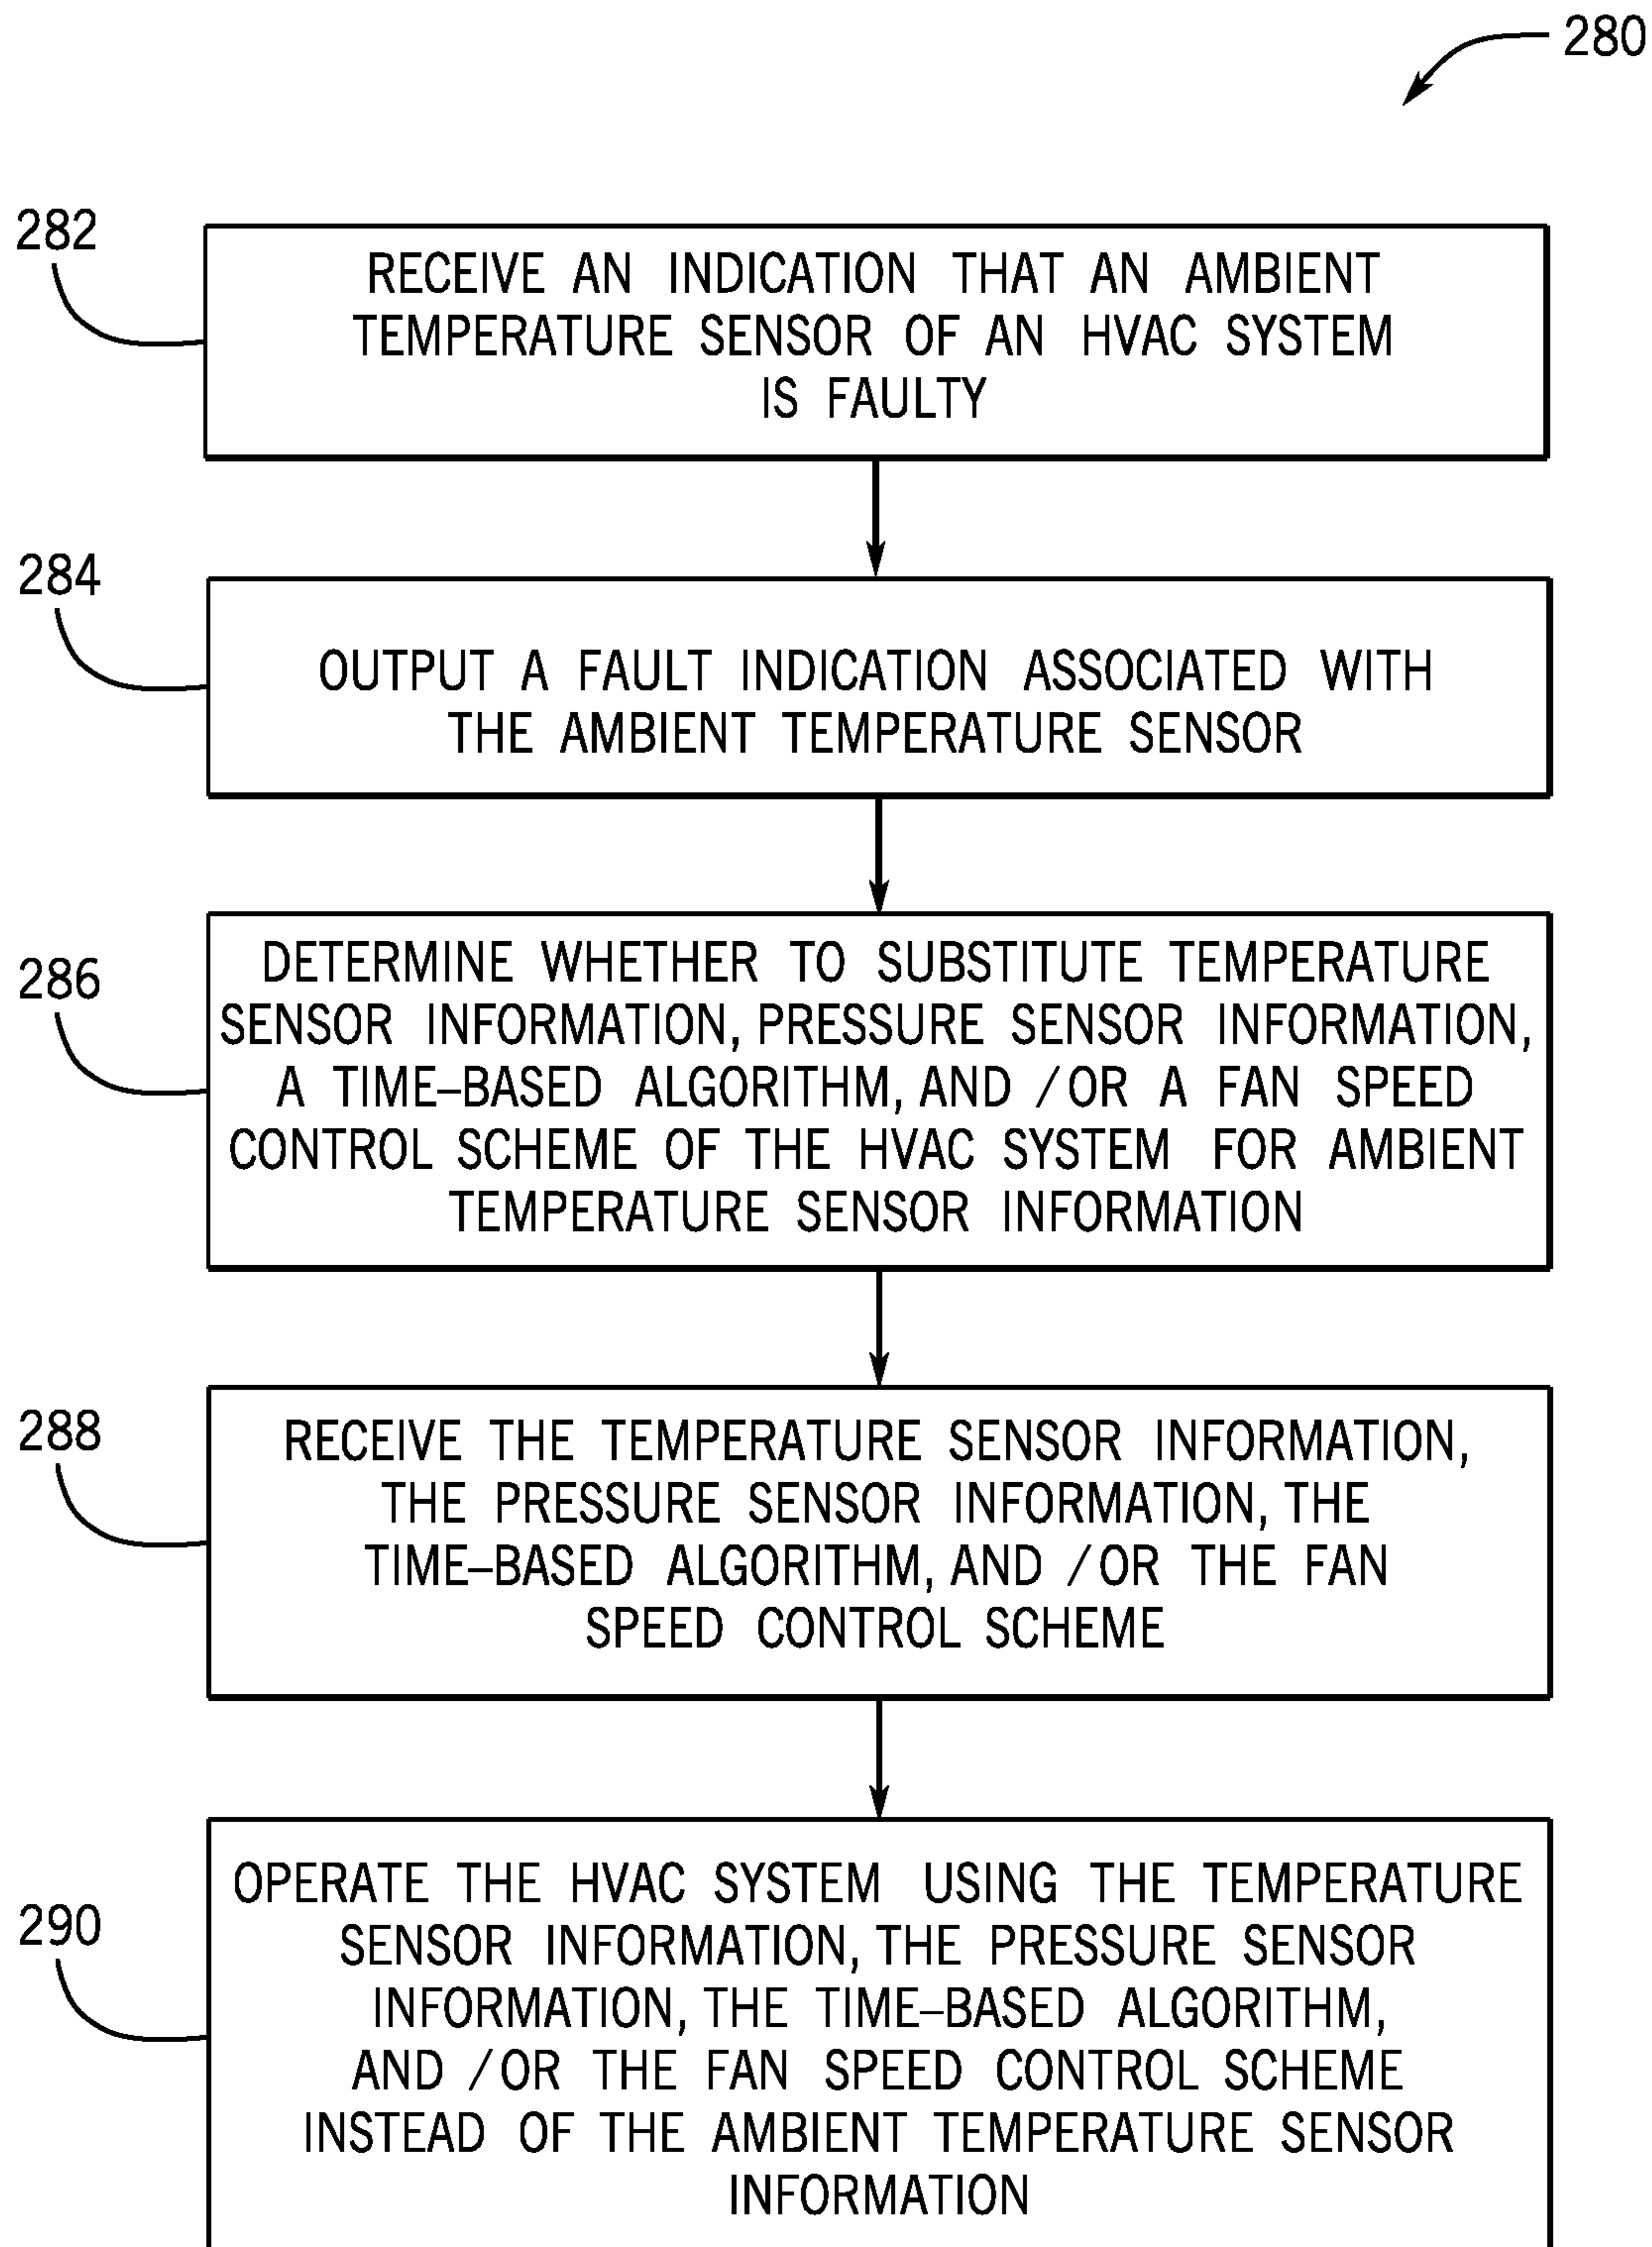 280
282
RECEIVE AN INDICATION THAT AN AMBIENT
TEMPERATURE SENSOR OF AN HVAC SYSTEM
IS FAULTY
284
OUTPUT A FAULT INDICATION ASSOCIATED WITH
THE AMBIENT TEMPERATURE SENSOR
286
DETERMINE WHETHER TO SUBSTITUTE TEMPERATURE
SENSOR INFORMATION, PRESSURE SENSOR INFORMATION,
A TIME–BASED ALGORITHM, AND /OR A FAN SPEED
CONTROL SCHEME OF THE HVAC SYSTEM FOR AMBIENT
TEMPERATURE SENSOR INFORMATION
288
RECEIVE THE TEMPERATURE SENSOR INFORMATION,
THE PRESSURE SENSOR INFORMATION, THE
TIME–BASED ALGORITHM, AND /OR THE FAN
SPEED CONTROL SCHEME
290
OPERATE THE HVAC SYSTEM USING THE TEMPERATURE
SENSOR INFORMATION, THE PRESSURE SENSOR
INFORMATION, THE TIME–BASED ALGORITHM,
AND /OR THE FAN SPEED CONTROL SCHEME
INSTEAD OF THE AMBIENT TEMPERATURE SENSOR
INFORMATION